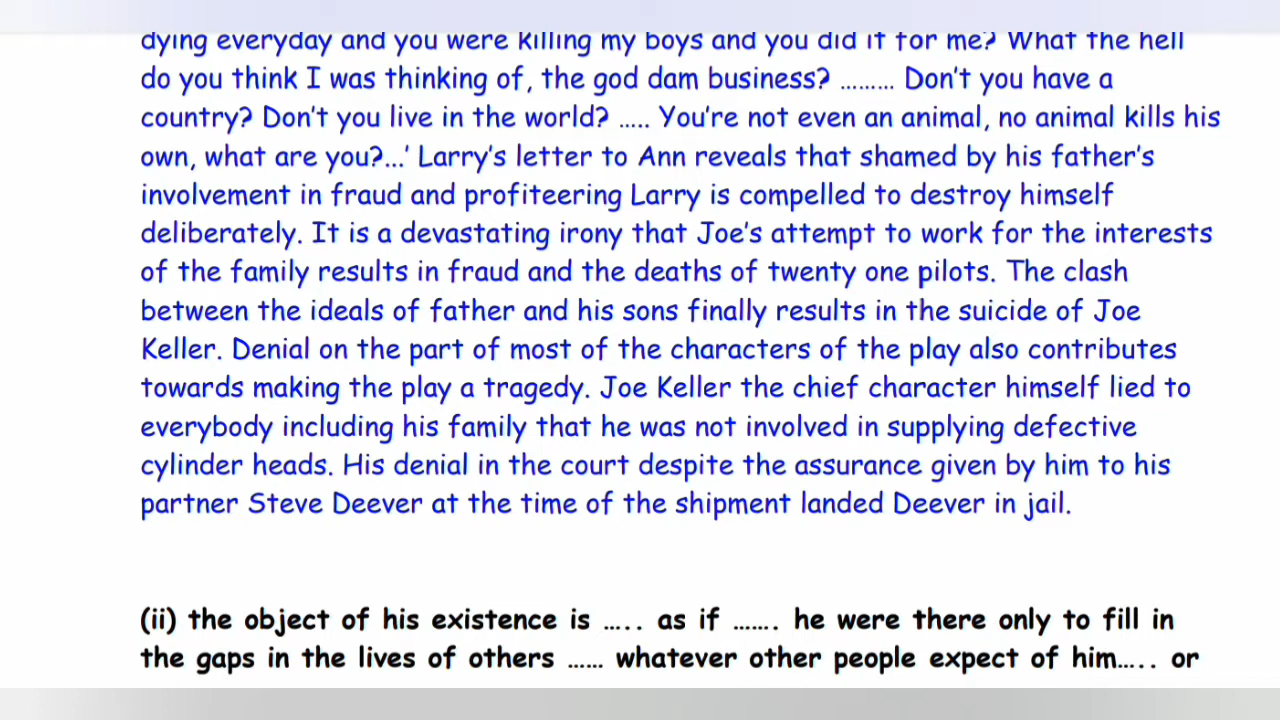 dying everyday and you were killing my boys and you did it for me? What the hell
do you think I was thinking of, the god dam business? ......... Don't you have a
country? Don't you live in the world? ..... You're not even an animal, no animal kills his
own, what are you?...' Larry's letter to Ann reveals that shamed by his father's
involvement in fraud and profiteering Larry is compelled to destroy himself
deliberately. It is a devastating irony that Joe's attempt to work for the interests
of the family results in fraud and the deaths of twenty one pilots. The clash
between the ideals of father and his sons finally results in the suicide of Joe
Keller. Denial on the part of most of the characters of the play also contributes
towards making the play a tragedy. Joe Keller the chief character himself lied to
everybody including his family that he was not involved in supplying defective
cylinder heads. His denial in the court despite the assurance given by him to his
partner Steve Deever at the time of the shipment landed Deever in jail.
(ii) the object of his existence is ..... as if ....... he were there only to fill in
the gaps in the lives of others ...... whatever other people expect of him..... or